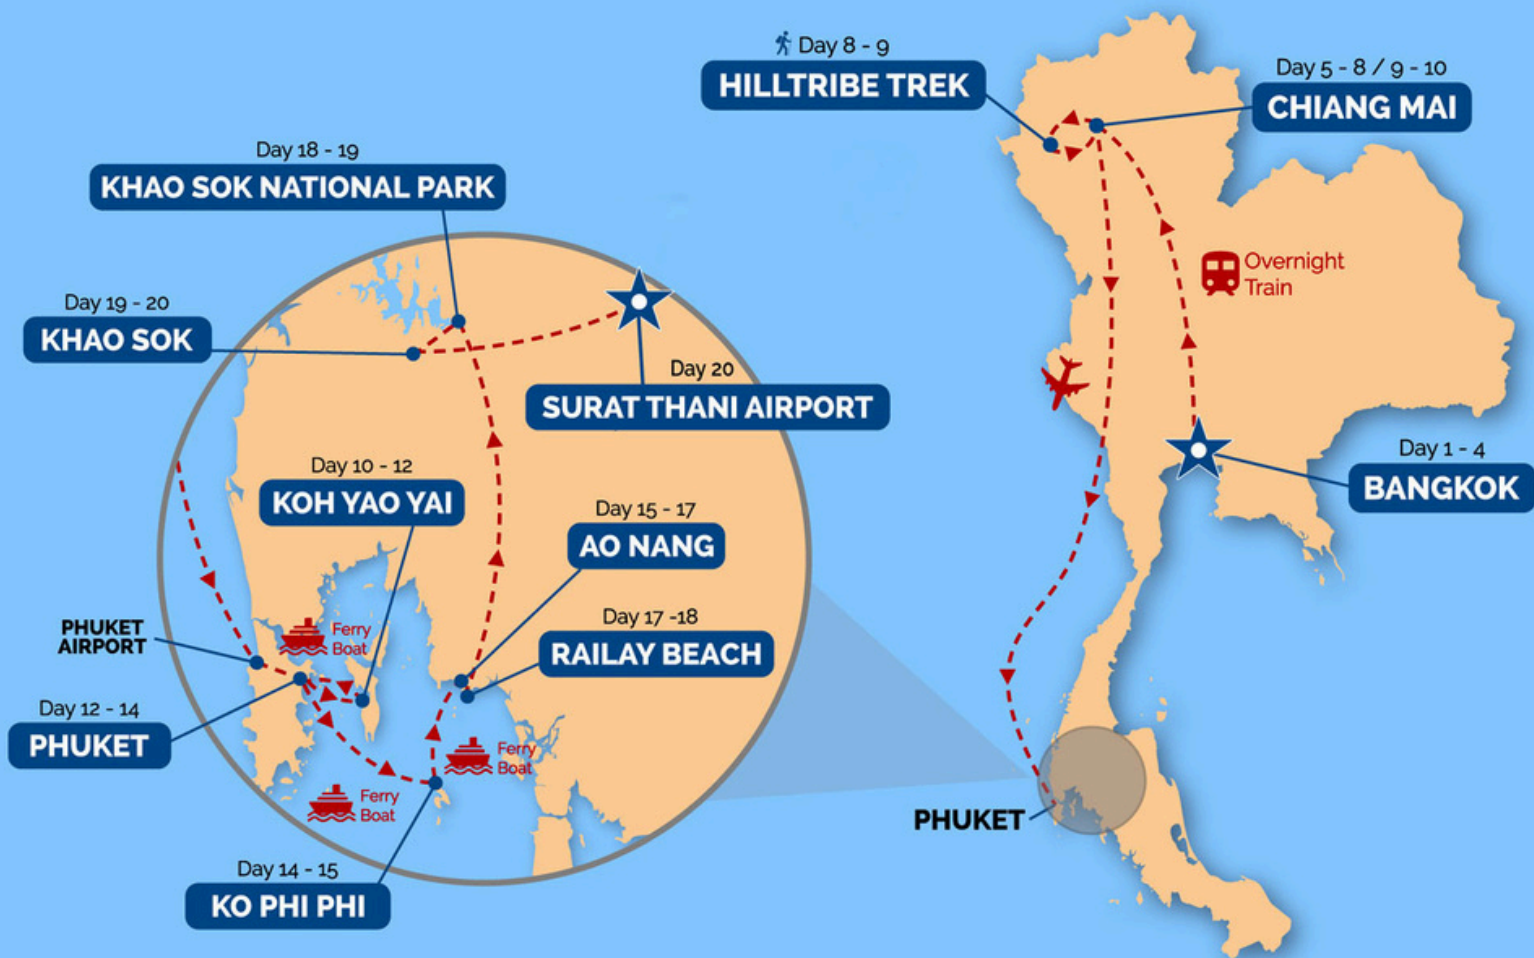 Day 8 - 9
HILLTRIBE TREK
Day 5 - 8 / 9 - 10
CHIANG MAI
Day 18 - 19
KHAO SOK NATIONAL PARK
Overnight
Train
Day 19 - 20
KHAO SOK
Day 20
SURAT THANI AIRPORT
Day 1 - 4
BANGKOK
Day 10 - 12
KOH YAO YAI
Day 15 - 17
AO NANG
Day 17 -18
RAILAY BEACH
PHUKET
AIRPORT
Ferry
Boat
Day 12 - 14
PHUKET
Ferry
Boat
Ferry
Boat
PHUKET
Day 14 - 15
KO PHI PHI